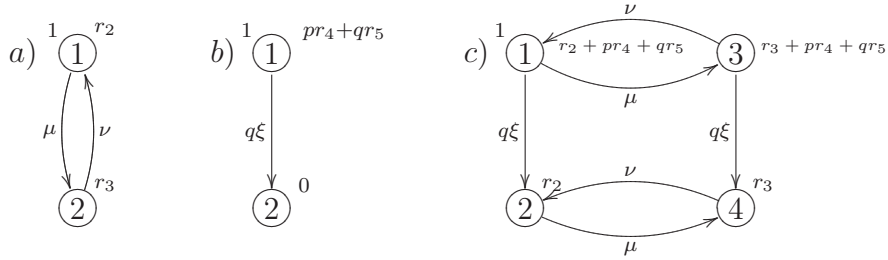 a) 1 1 r₂
μ ν
2 r₃
b) 1 1 pr₄+qr₅
qξ
2 0
c) 1 1 r₂ + pr₄ + qr₅
ν
μ
3 r₃ + pr₄ + qr₅
qξ qξ
2 r₂
ν
μ
4 r₃